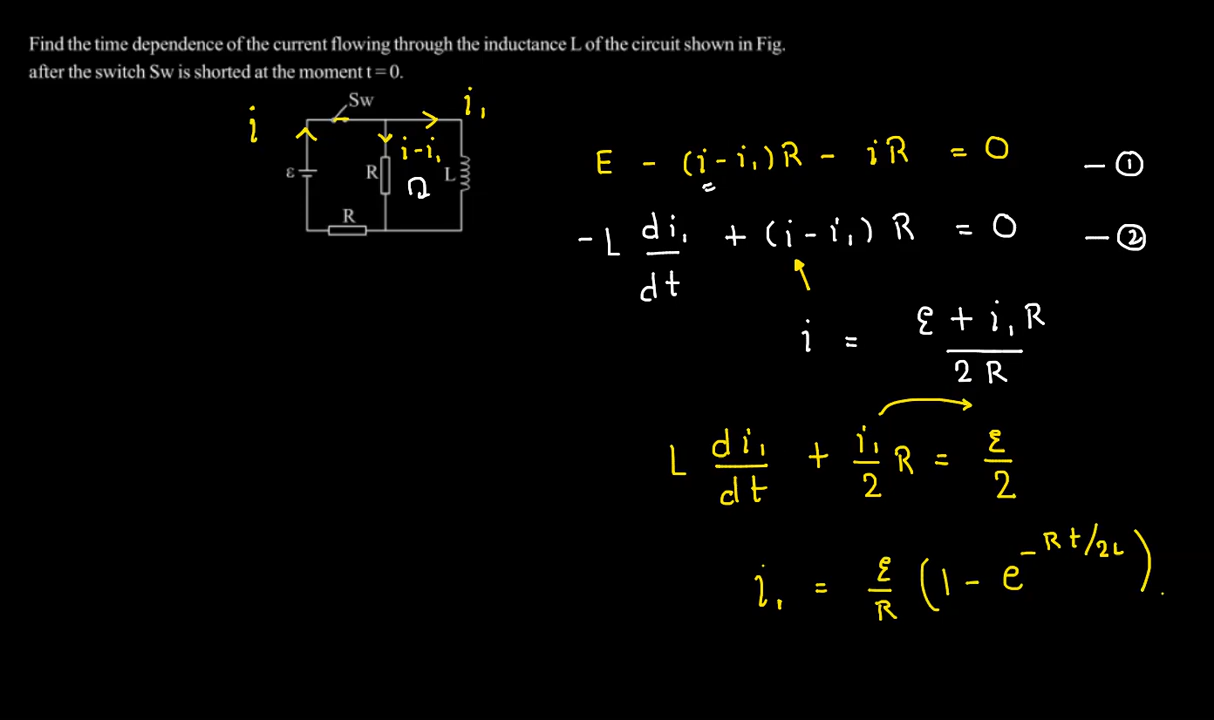 Find the time dependence of the current flowing through the inductance L of the circuit shown in Fig.
after the switch Sw is shorted at the moment t = 0.
Sw
i
i₁
i-i₁
ε
R
L
R
E - (i-i₁)R - iR = 0 -①
-L di₁/dt + (i-i₁)R = 0 -②
i = (ε + i₁R)/2R
L di₁/dt + i₁/2 R = ε/2
i₁ = ε/R (1 - e^(-Rt/2L)).